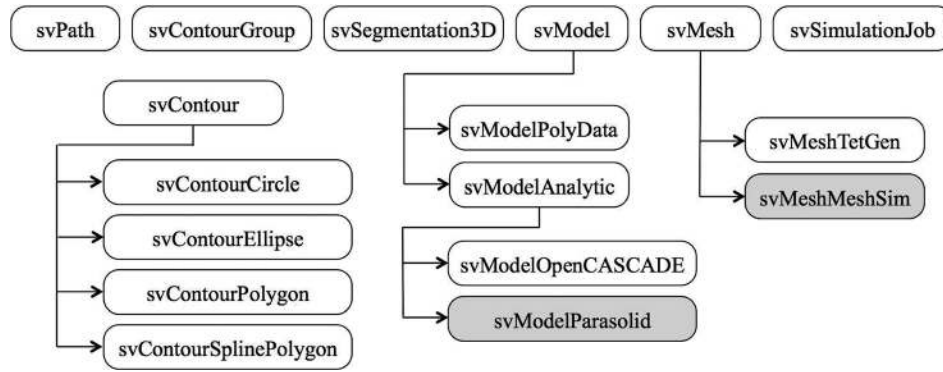 svPath
svContourGroup
svSegmentation3D
svModel
svMesh
svSimulationJob
svContour
svContourCircle
svContourEllipse
svContourPolygon
svContourSplinePolygon
svModelPolyData
svModelAnalytic
svModelOpenCASCADE
svModelParasolid
svMeshTetGen
svMeshMeshSim